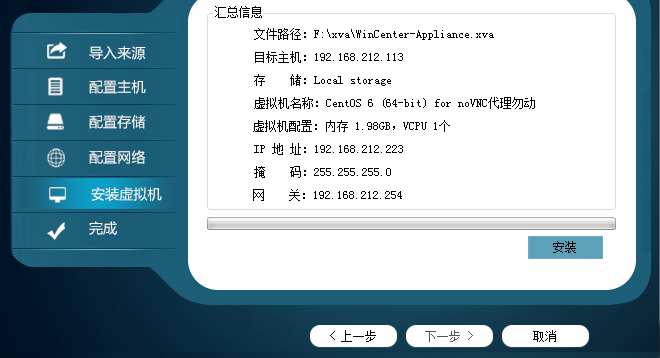 导入来源
配置主机
配置存储
配置网络
安装虚拟机
完成
汇总信息
文件路径：F:\xva\WinCenter-Appliance.xva
目标主机：192.168.212.113
存　　储：Local storage
虚拟机名称：CentOS 6 (64-bit) for noVNC代理勿动
虚拟机配置：内存 1.98GB，VCPU 1个
IP 地 址：192.168.212.223
掩　　码：255.255.255.0
网　　关：192.168.212.254
安装
< 上一步
下一步 >
取消